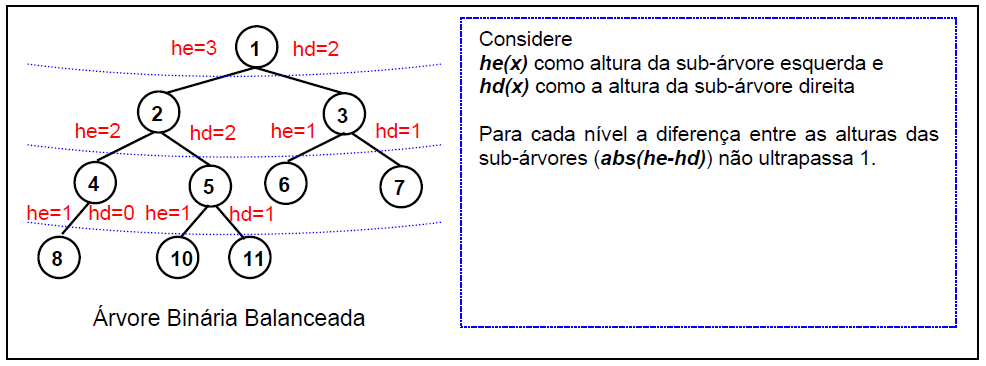 he=3 1 hd=2
2 3
he=2 hd=2 he=1 hd=1
4 5 6 7
he=1 hd=0 he=1 hd=1
8 10 11
Árvore Binária Balanceada
Considere
he(x) como altura da sub-árvore esquerda e
hd(x) como a altura da sub-árvore direita
Para cada nível a diferença entre as alturas das
sub-árvores (abs(he-hd)) não ultrapassa 1.